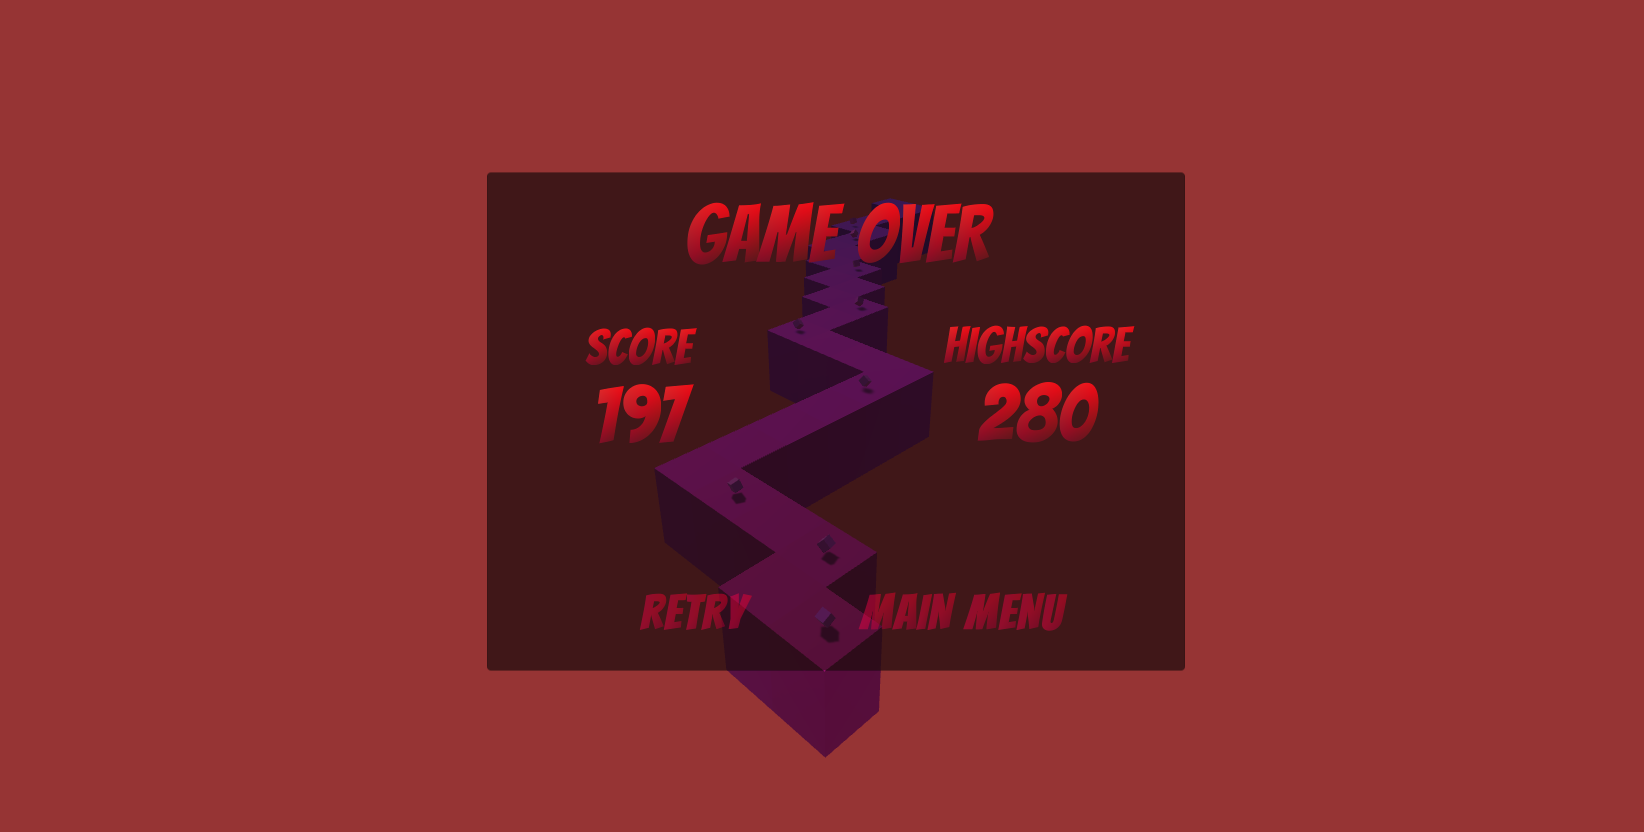 GAME OVER
SCORE
197
HIGHSCORE
280
RETRY
MAIN MENU